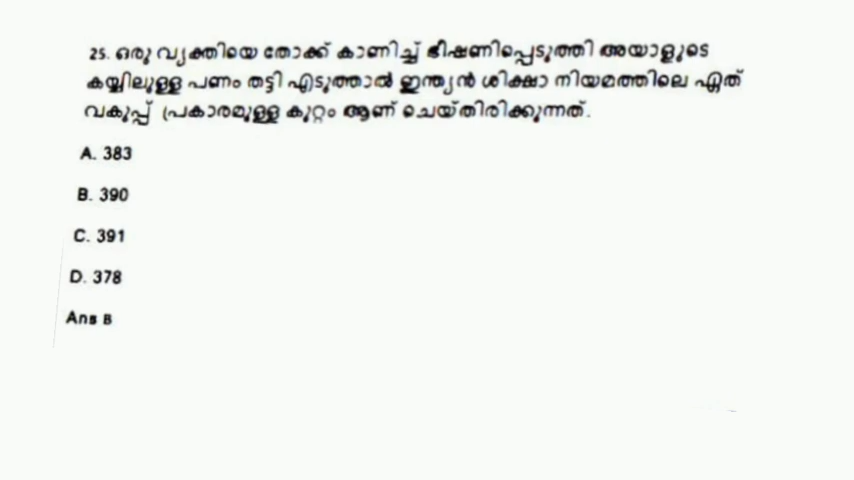 25. ഒരു വ്യക്തിയെ തോക്ക് കാണിച്ച് ഭീഷണിപ്പെടുത്തി അയാളുടെ
കയ്യിലുള്ള പണം തട്ടി എടുത്താൽ ഇന്ത്യൻ ശിക്ഷാ നിയമത്തിലെ ഏത്
വകുപ്പ് പ്രകാരമുള്ള കുറ്റം ആണ് ചെയ്തിരിക്കുന്നത്.
A. 383
B. 390
C. 391
D. 378
Ans B